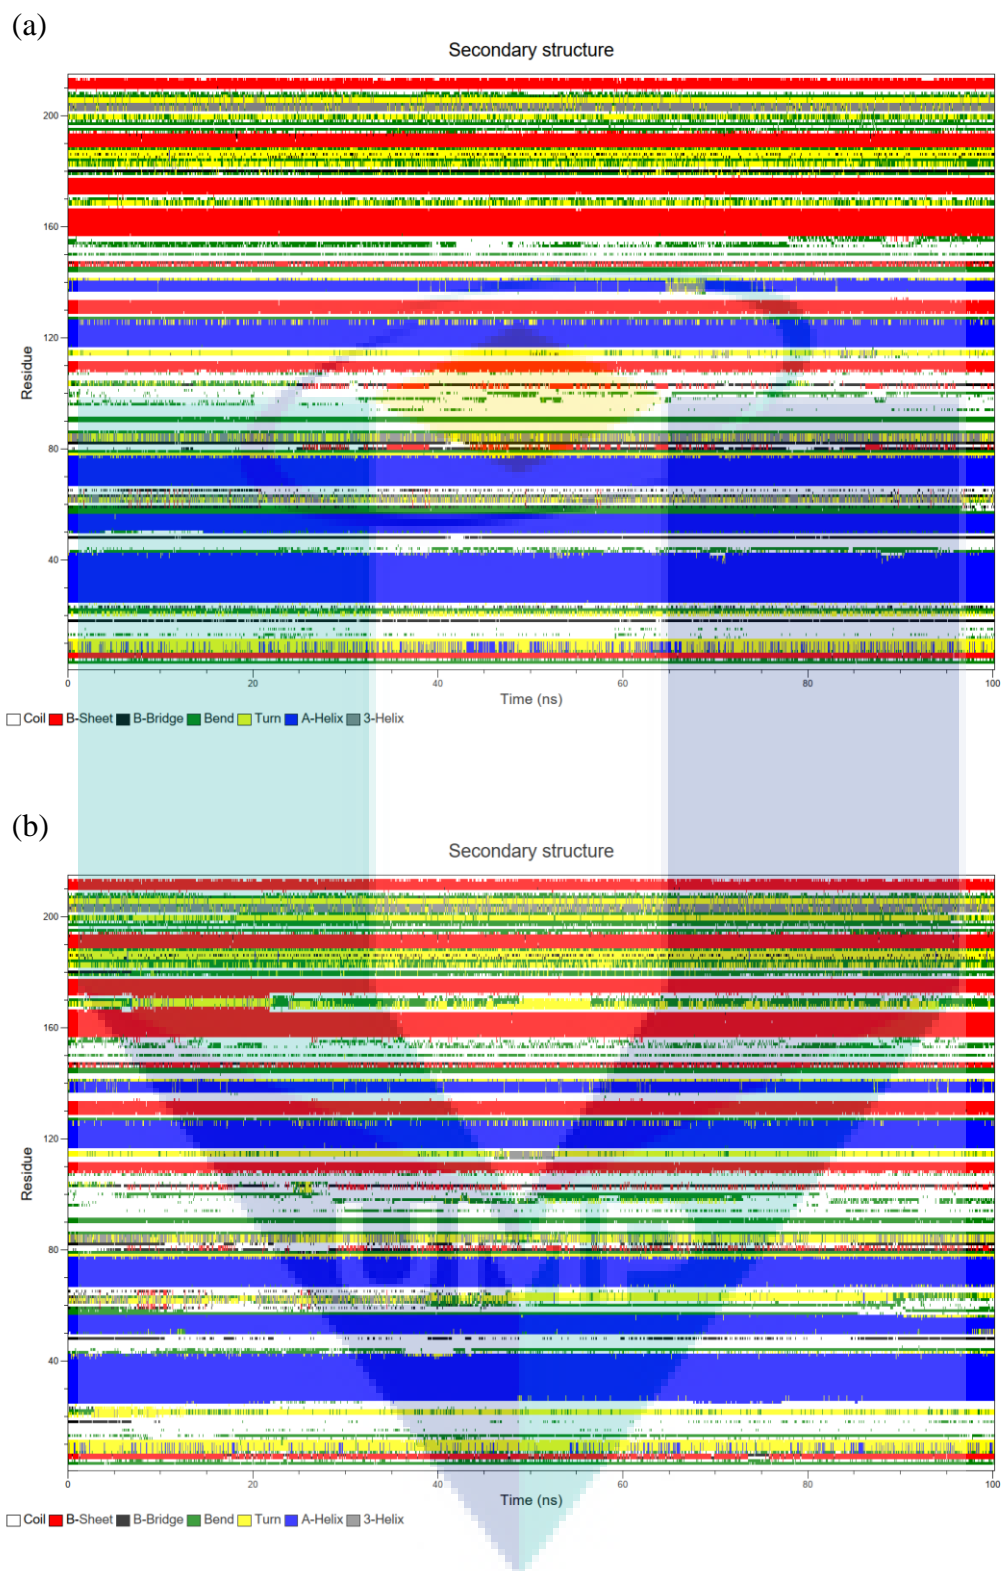 (a)
Secondary structure
200
160
120
80
40
Residue
0 20 40 60 80 100
Time (ns)
Coil B-Sheet B-Bridge Bend Turn A-Helix 3-Helix
(b)
Secondary structure
200
160
120
80
40
Residue
0 20 40 60 80 100
Time (ns)
Coil B-Sheet B-Bridge Bend Turn A-Helix 3-Helix